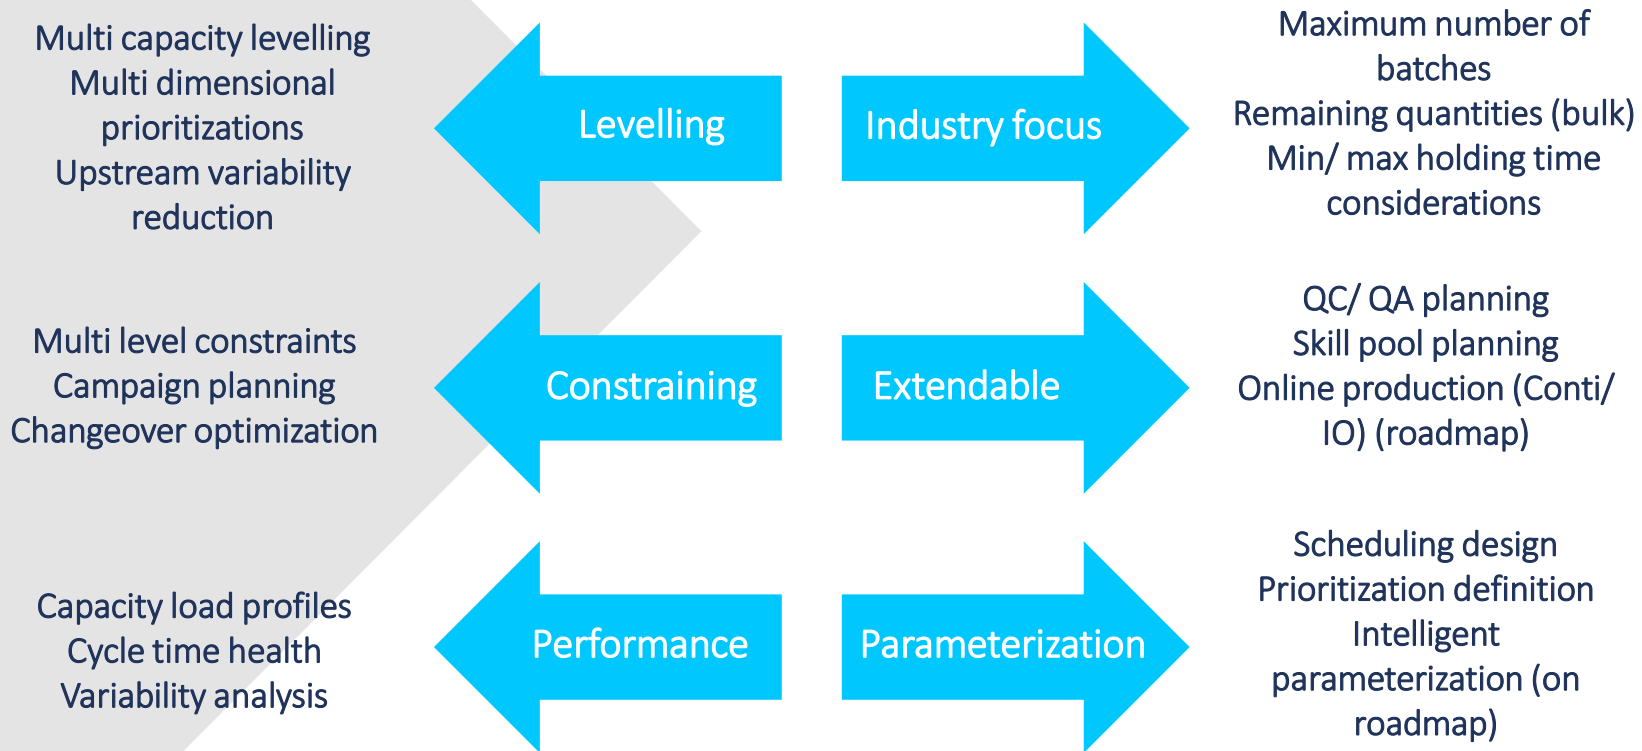 Multi capacity levelling
Multi dimensional
prioritizations
Upstream variability
reduction
Levelling
Industry focus
Maximum number of
batches
Remaining quantities (bulk)
Min/ max holding time
considerations
Multi level constraints
Campaign planning
Changeover optimization
Constraining
Extendable
QC/ QA planning
Skill pool planning
Online production (Conti/
IO) (roadmap)
Capacity load profiles
Cycle time health
Variability analysis
Performance
Parameterization
Scheduling design
Prioritization definition
Intelligent
parameterization (on
roadmap)